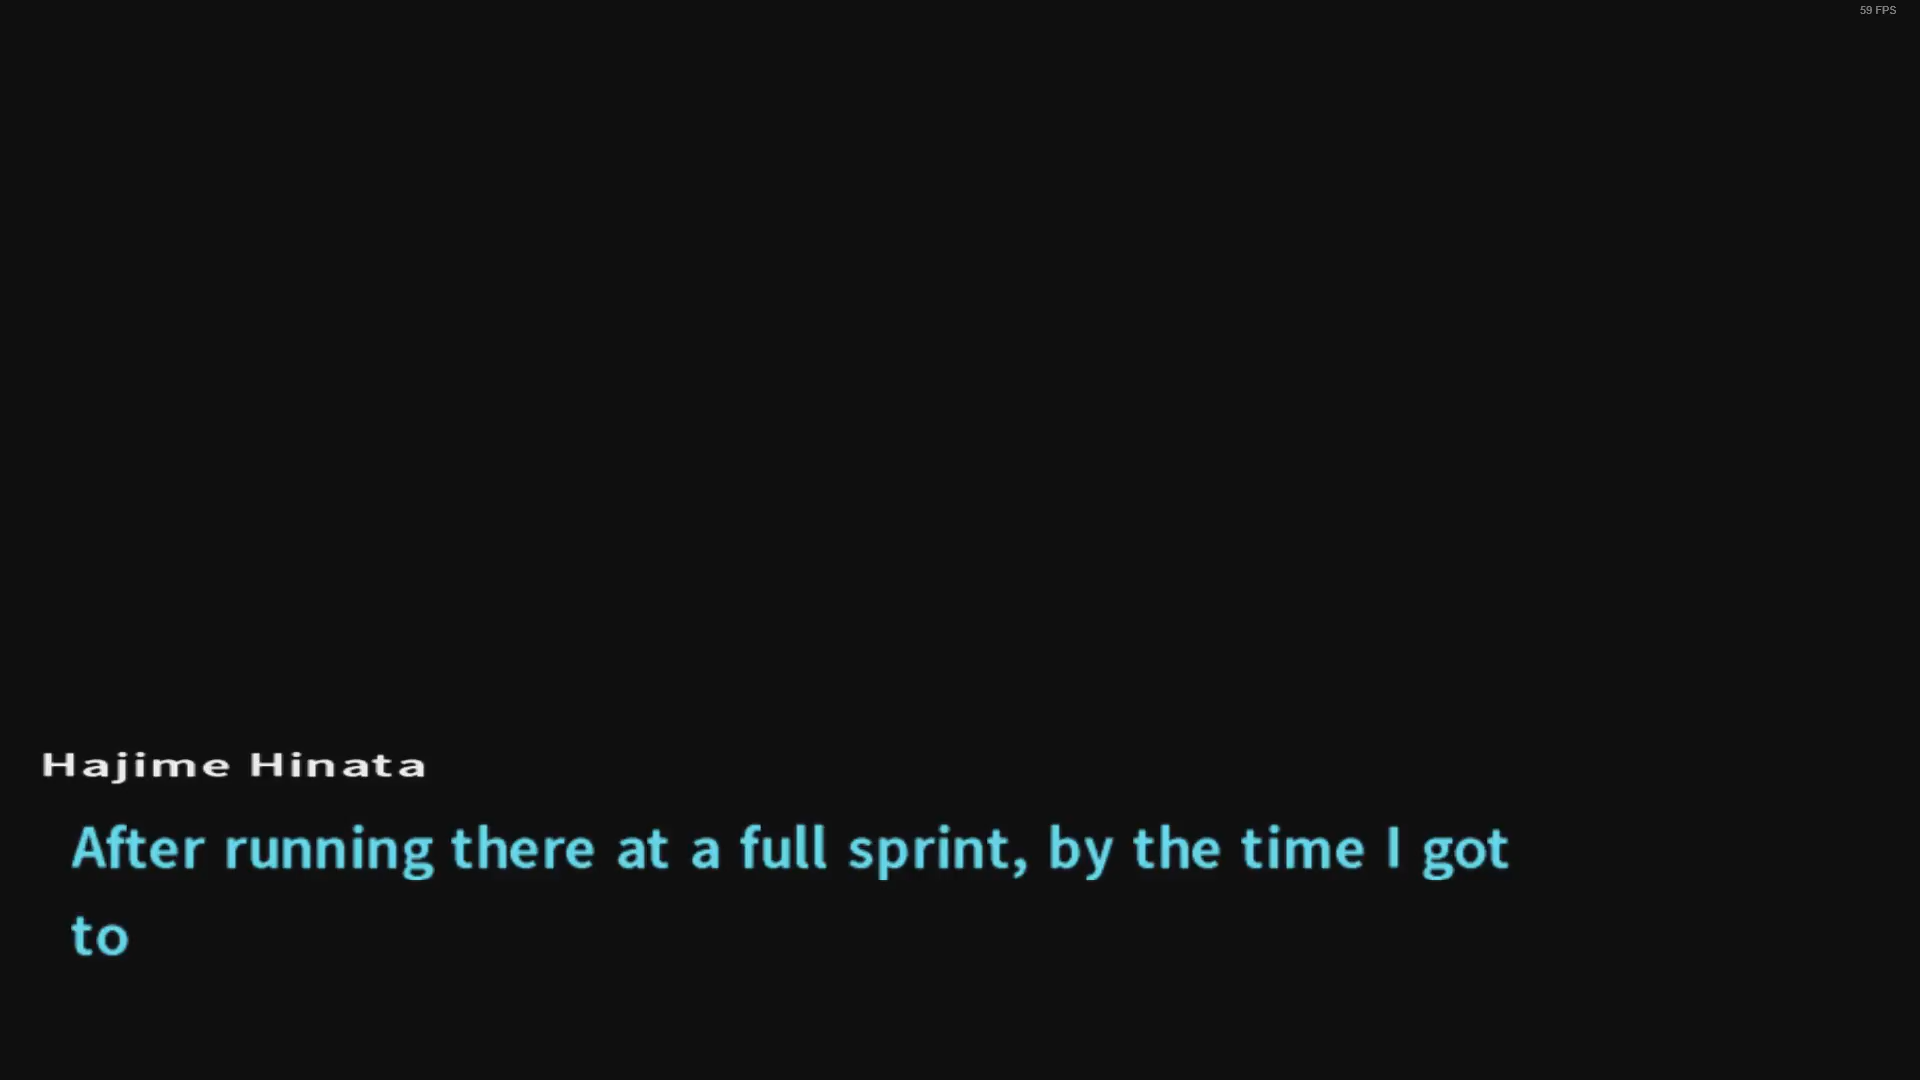 59 FPS
Hajime Hinata
After running there at a full sprint, by the time I got
to